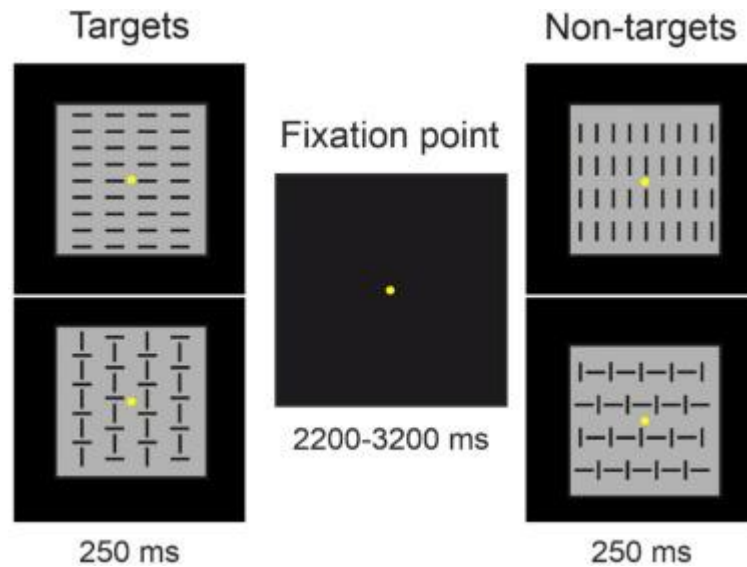 Targets
Non-targets
Fixation point
2200-3200 ms
250 ms
250 ms